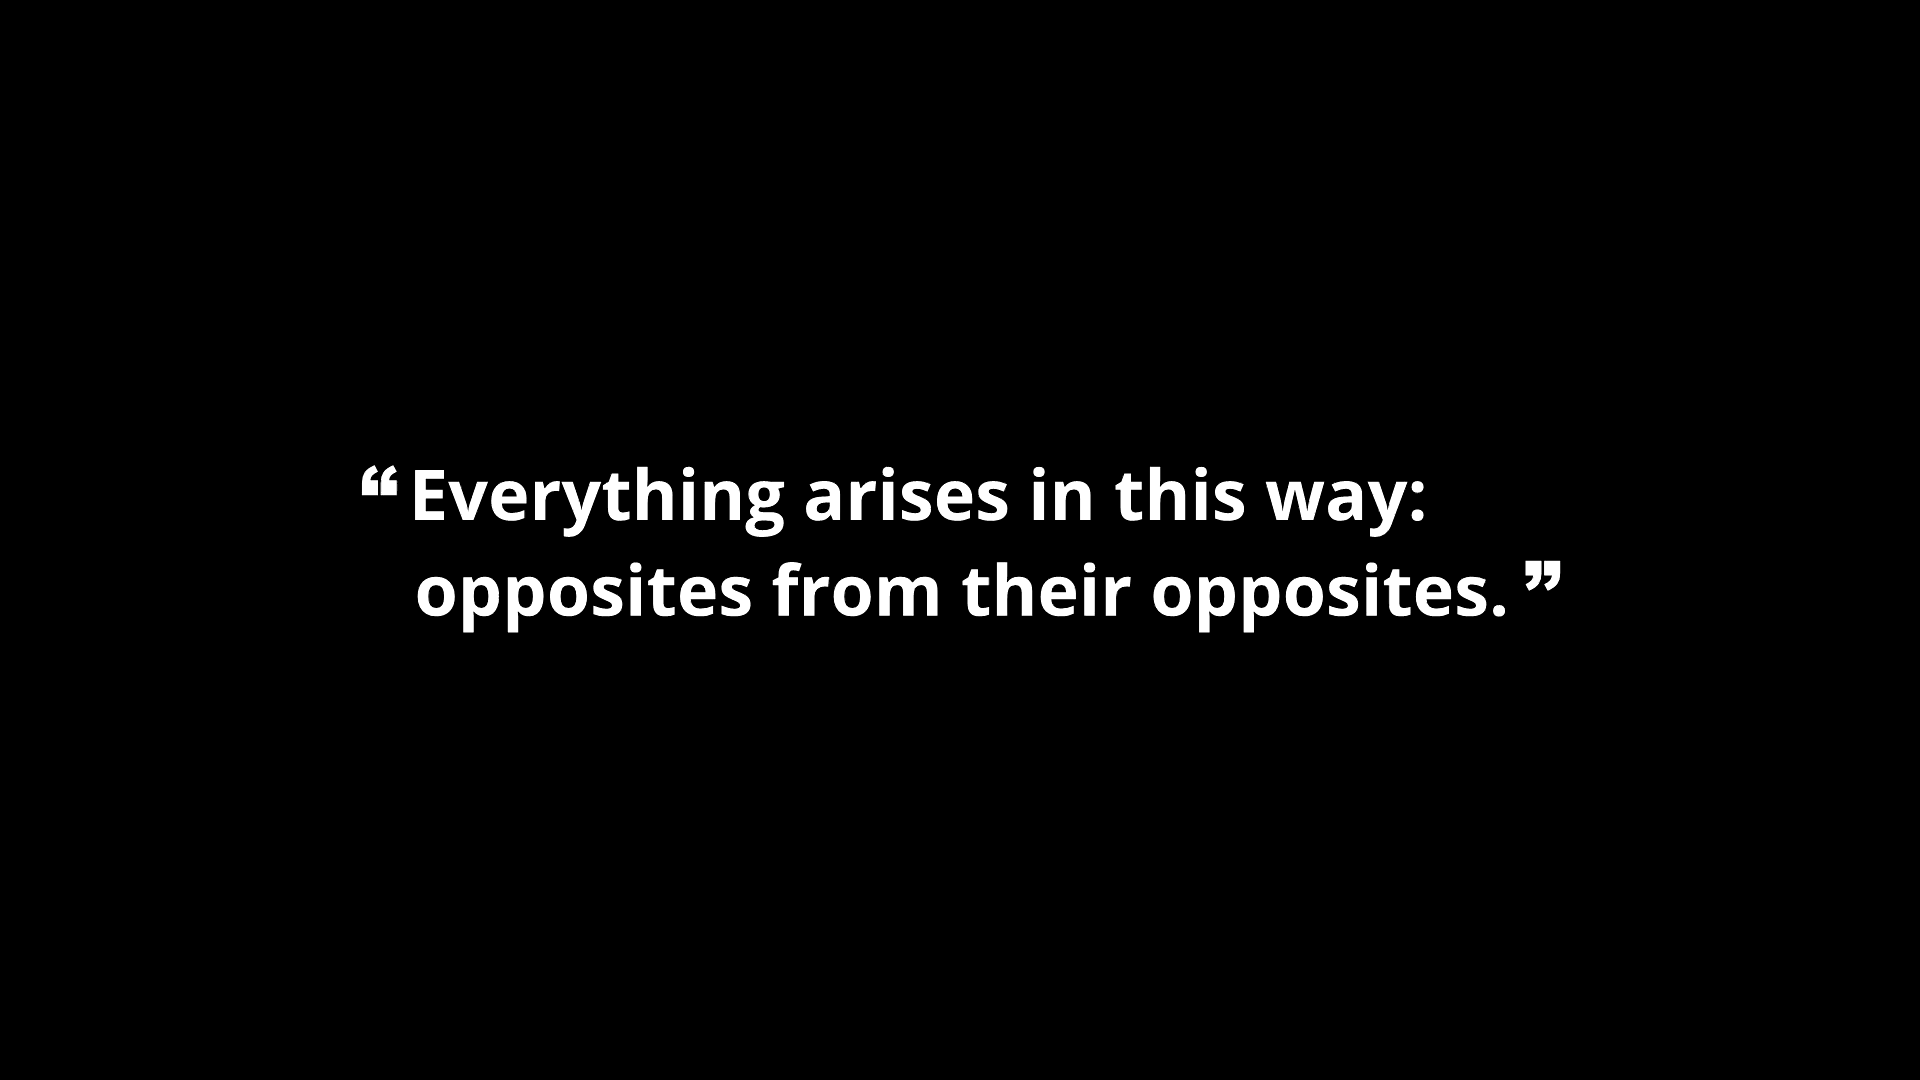 ❝Everything arises in this way:
opposites from their opposites.❞